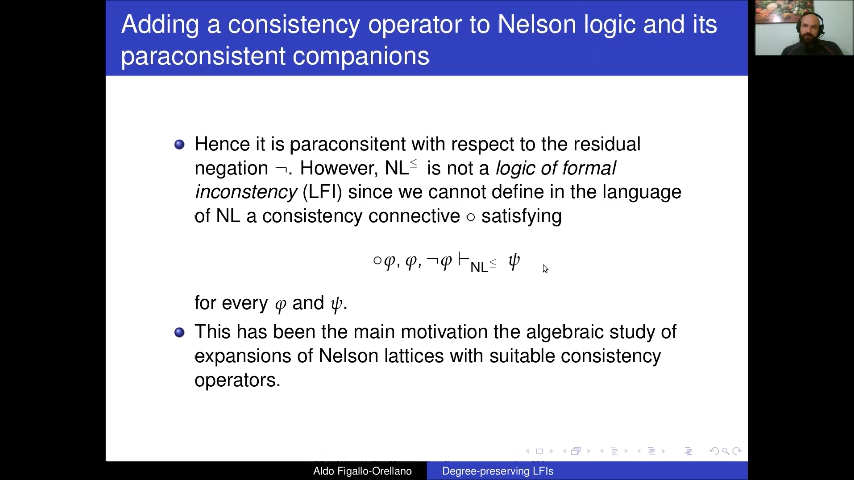 Adding a consistency operator to Nelson logic and its
paraconsistent companions
Hence it is paraconsitent with respect to the residual
negation ¬. However, NL≤ is not a logic of formal
inconstency (LFI) since we cannot define in the language
of NL a consistency connective ∘ satisfying
∘φ, φ, ¬φ ⊢NL≤ ψ
for every φ and ψ.
This has been the main motivation the algebraic study of
expansions of Nelson lattices with suitable consistency
operators.
Aldo Figallo-Orellano
Degree-preserving LFIs